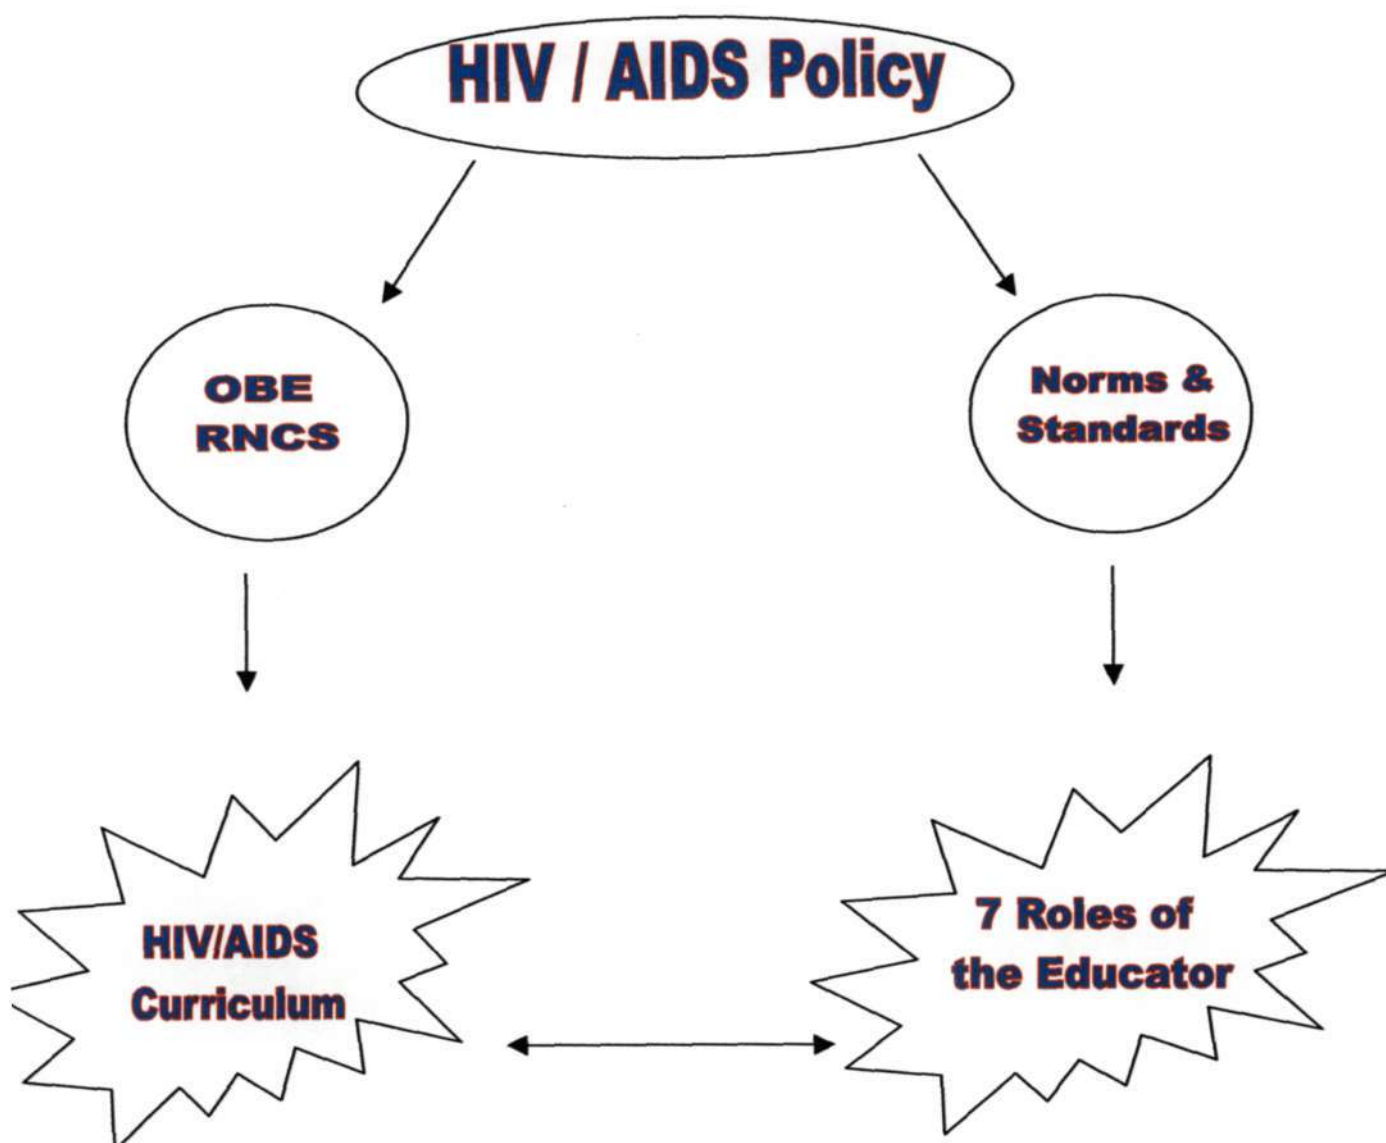 HIV / AIDS Policy
OBE
RNCS
Norms &
Standards
HIV/AIDS
Curriculum
7 Roles of
the Educator